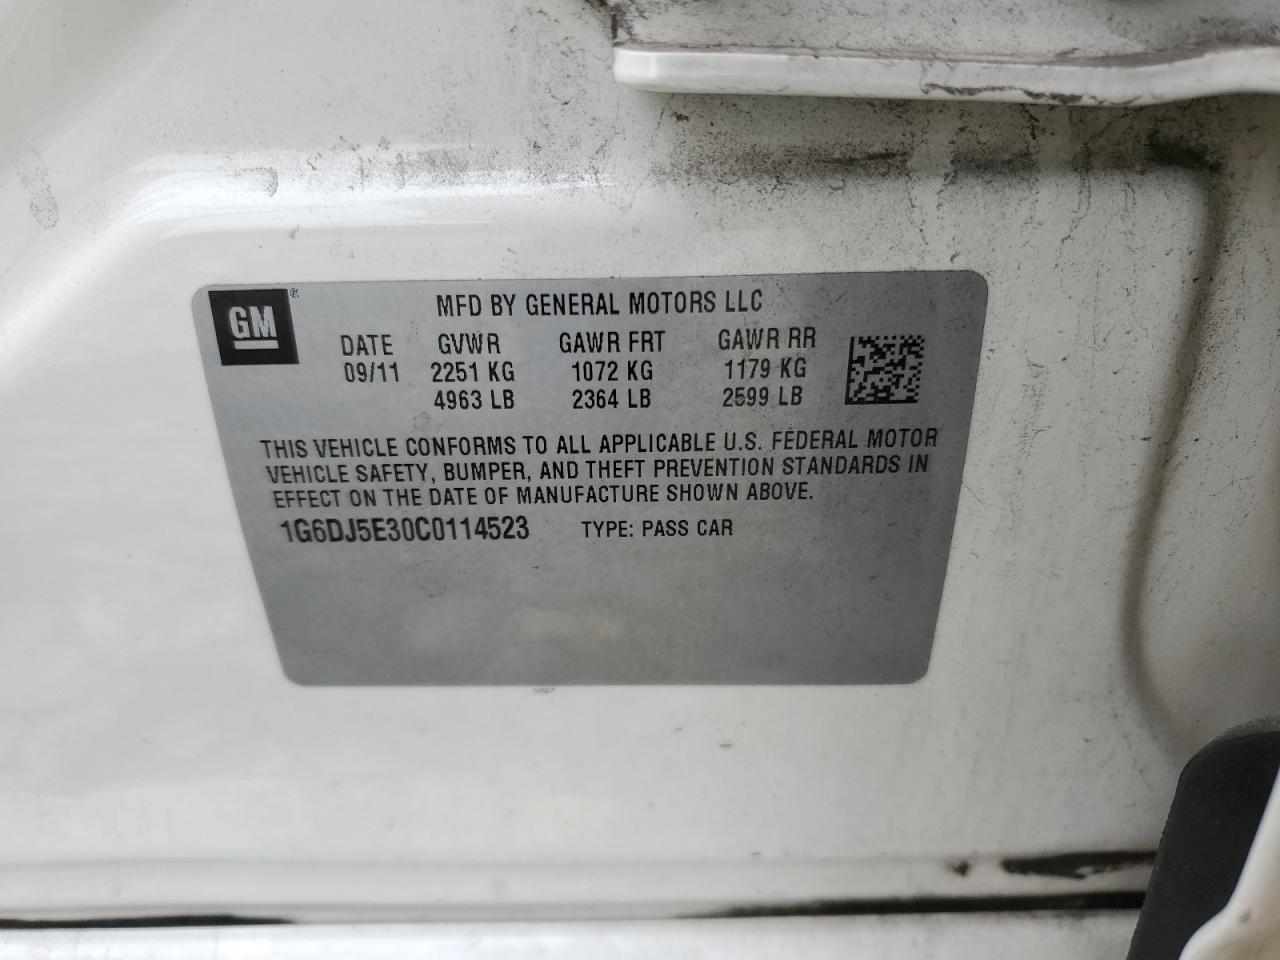 GM®
MFD BY GENERAL MOTORS LLC
DATE GVWR GAWR FRT GAWR RR
09/11 2251 KG 1072 KG 1179 KG
4963 LB 2364 LB 2599 LB
THIS VEHICLE CONFORMS TO ALL APPLICABLE U.S. FEDERAL MOTOR
VEHICLE SAFETY, BUMPER, AND THEFT PREVENTION STANDARDS IN
EFFECT ON THE DATE OF MANUFACTURE SHOWN ABOVE.
1G6DJ5E30C0114523 TYPE: PASS CAR